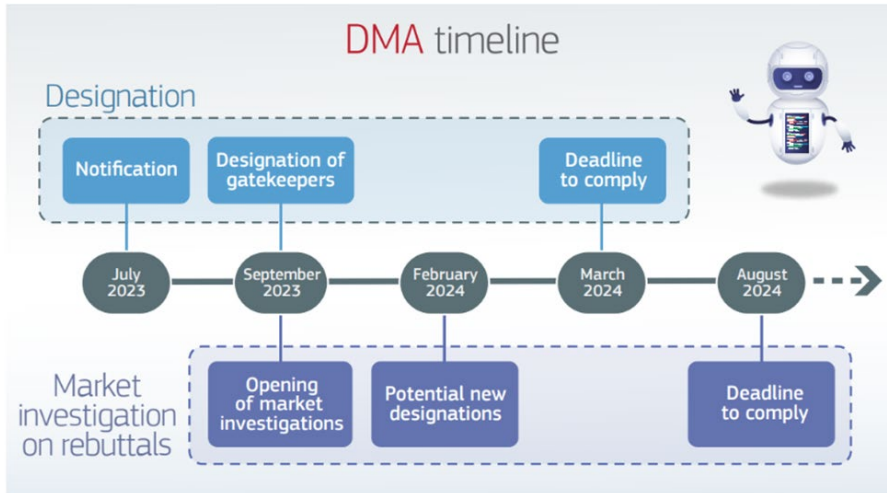 DMA timeline
Designation
Notification
Designation of
gatekeepers
Deadline
to comply
July
2023
September
2023
February
2024
March
2024
August
2024
Market
investigation
on rebuttals
Opening
of market
investigations
Potential new
designations
Deadline
to comply